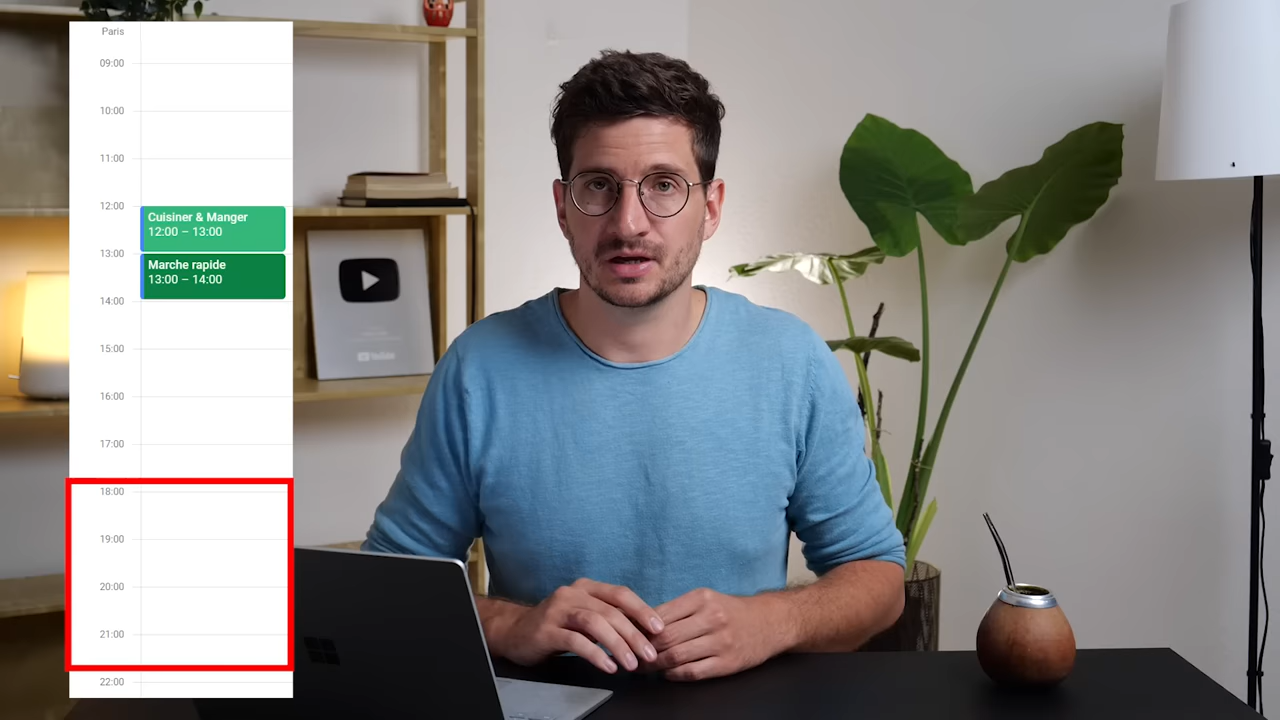 Paris
09:00
10:00
11:00
12:00
Cuisiner & Manger
12:00 – 13:00
13:00
Marche rapide
13:00 – 14:00
14:00
15:00
16:00
17:00
18:00
19:00
20:00
21:00
22:00
YouTube